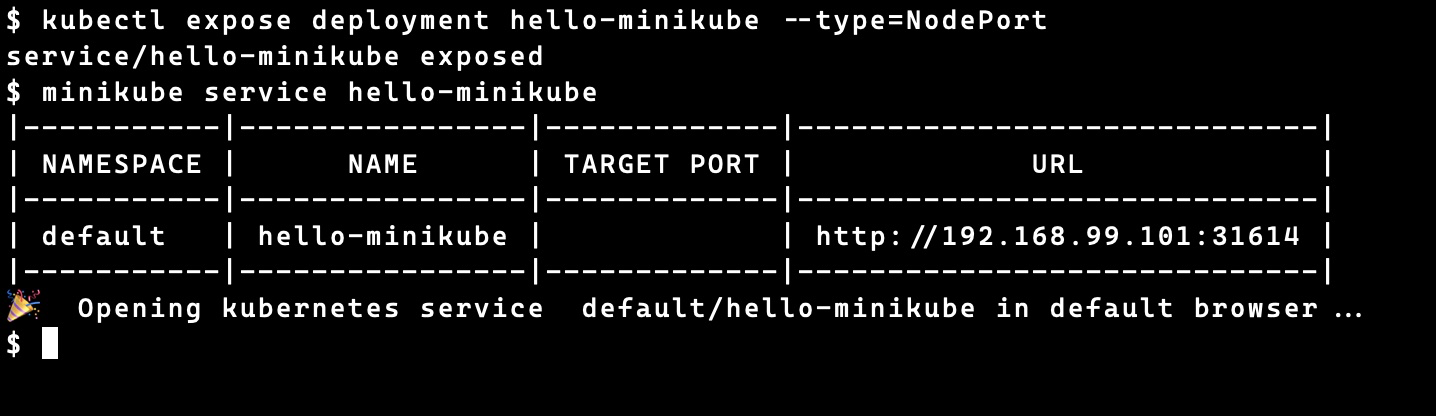 $ kubectl expose deployment hello-minikube --type=NodePort
service/hello-minikube exposed
$ minikube service hello-minikube
|-----------|----------------|-------------|-----------------------------|
| NAMESPACE |      NAME      | TARGET PORT |             URL             |
|-----------|----------------|-------------|-----------------------------|
| default   | hello-minikube |             | http://192.168.99.101:31614 |
|-----------|----------------|-------------|-----------------------------|
🎉  Opening kubernetes service  default/hello-minikube in default browser...
$